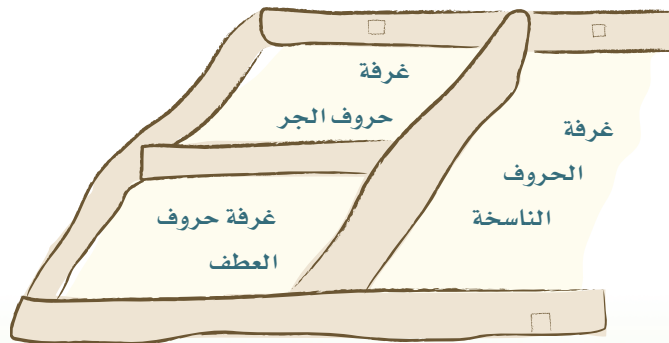 غرفة
الحروف
الناسخة
غرفة
حروف الجر
غرفة حروف
العطف